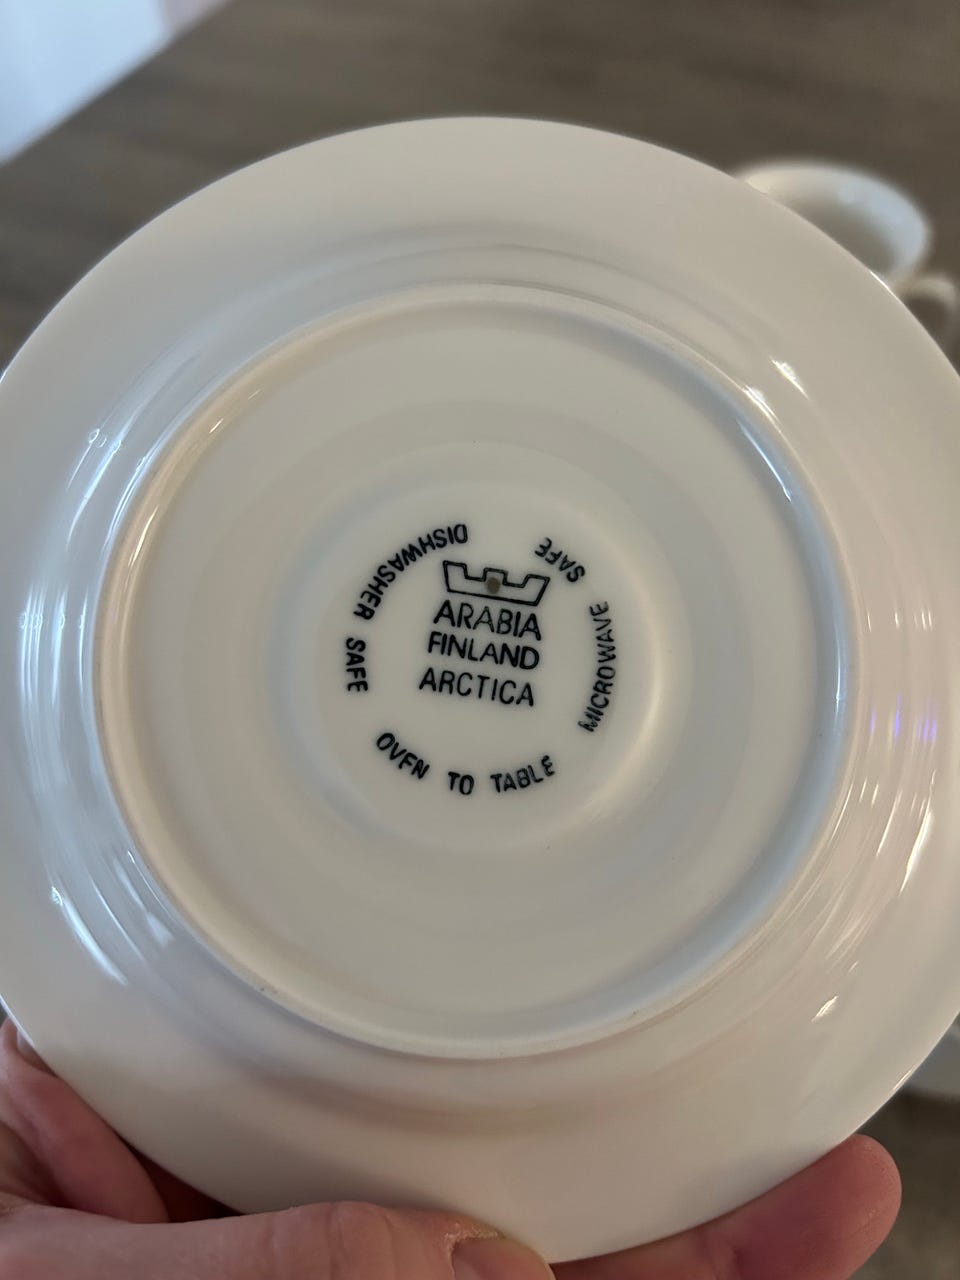 ARABIA
FINLAND
ARCTICA
DISHWASHER SAFE
OVEN TO TABLE
MICROWAVE SAFE